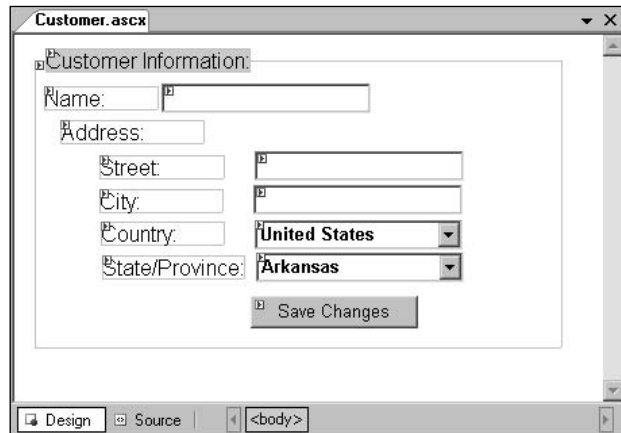 Customer.ascx
Customer Information:
Name:
Address:
Street:
City:
Country: United States
State/Province: Arkansas
Save Changes
Design Source <body>